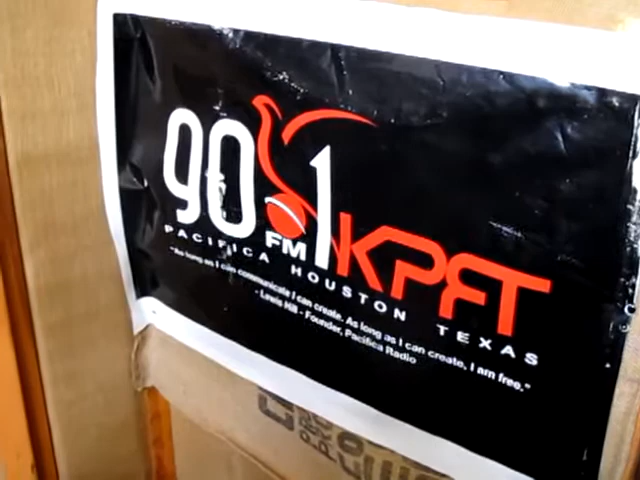 90.1 FM KPFT
PACIFICA HOUSTON TEXAS
"As long as I can communicate I can create. As long as I can create, I am free."
- Lewis Hill - Founder, Pacifica Radio